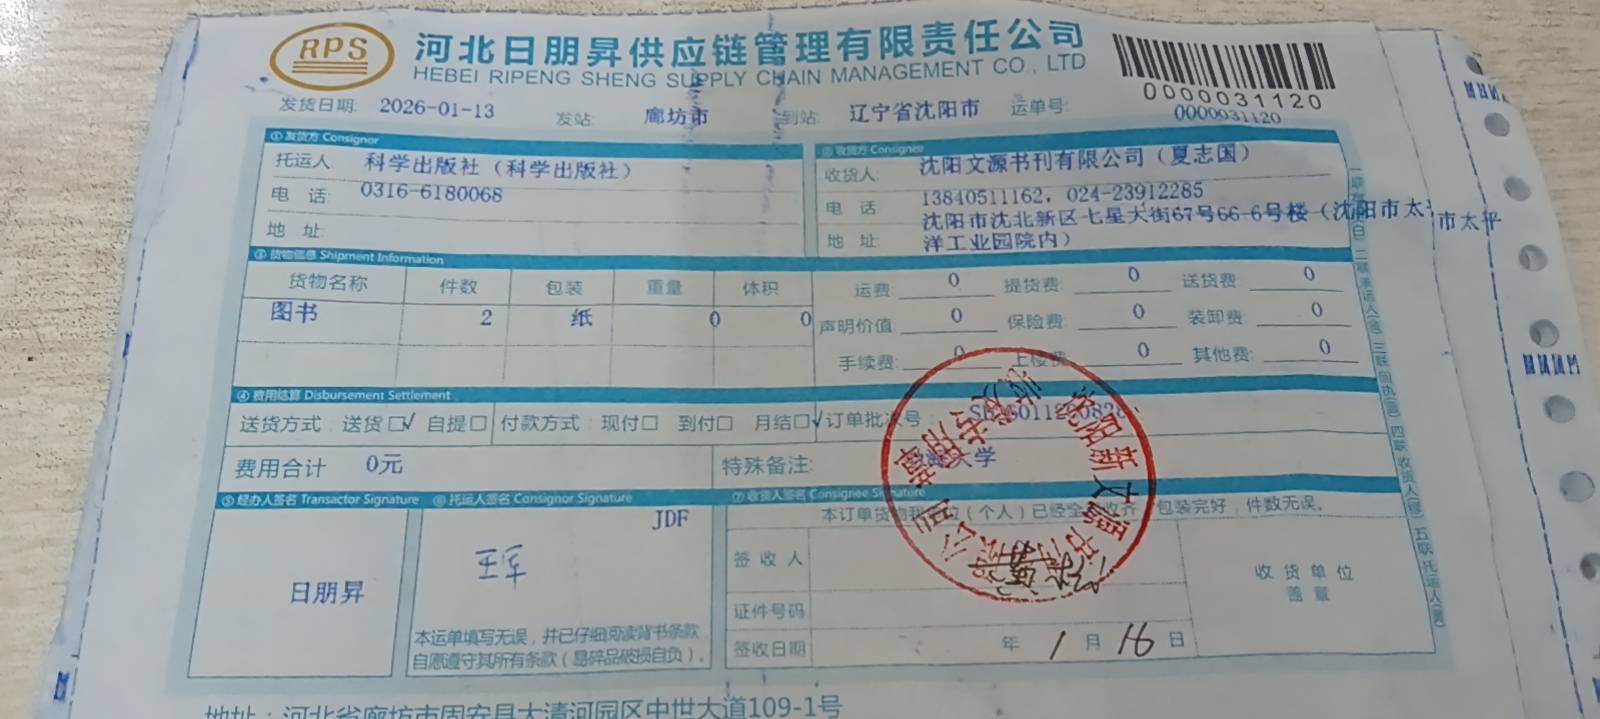 RPS
河北日朋昇供应链管理有限责任公司
HEBEI RIPENG SHENG SUPPLY CHAIN MANAGEMENT CO., LTD
0000031120
发货日期: 2026-01-13 发站: 廊坊市 到站: 辽宁省沈阳市 运单号: 0000031120
①发货方 Consignor
托运人: 科学出版社（科学出版社）
电 话: 0316-6180068
地 址:
②收货方 Consignee
收货人: 沈阳文源书刊有限公司（夏志国）
电 话: 13840511162, 024-23912285
地 址: 沈阳市沈北新区七星大街67号66-6号楼（沈阳市太
市太平
洋工业园院内）
③货物信息 Shipment Information
货物名称 件数 包装 重量 体积
图书 2 纸 0 0
运费: 0 提货费: 0 送货费: 0
声明价值: 0 保险费: 0 装卸费: 0
手续费: 0 上楼费: 0 其他费: 0
④费用结算 Disbursement Settlement
送货方式: 送货□√ 自提□ 付款方式: 现付□ 到付□ 月结□√ 订单批次号:
费用合计 0元 特殊备注: 大学
⑤经办人签名 Transactor Signature ⑥托运人签名 Consignor Signature ⑦收货人签名 Consignee Signature
日朋昇
JDF
王军
本运单填写无误，并已仔细阅读背书条款，
自愿遵守其所有条款（易碎品破损自负）。
本订单货物我单位（个人）已经全部收齐，包装完好，件数无误。
签 收 人
证件号码
签收日期 年 1 月 16 日
收 货 单 位
盖 章
地址：河北省廊坊市固安县大清河园区中世大道109-1号